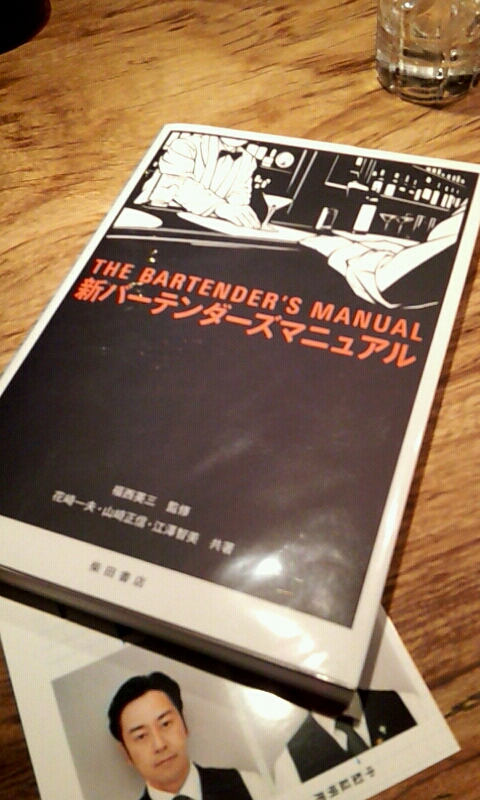 THE BARTENDER'S MANUAL
新バーテンダーズマニュアル
福西英三 監修
花崎一夫・山﨑正信・江澤智美 共著
柴田書店